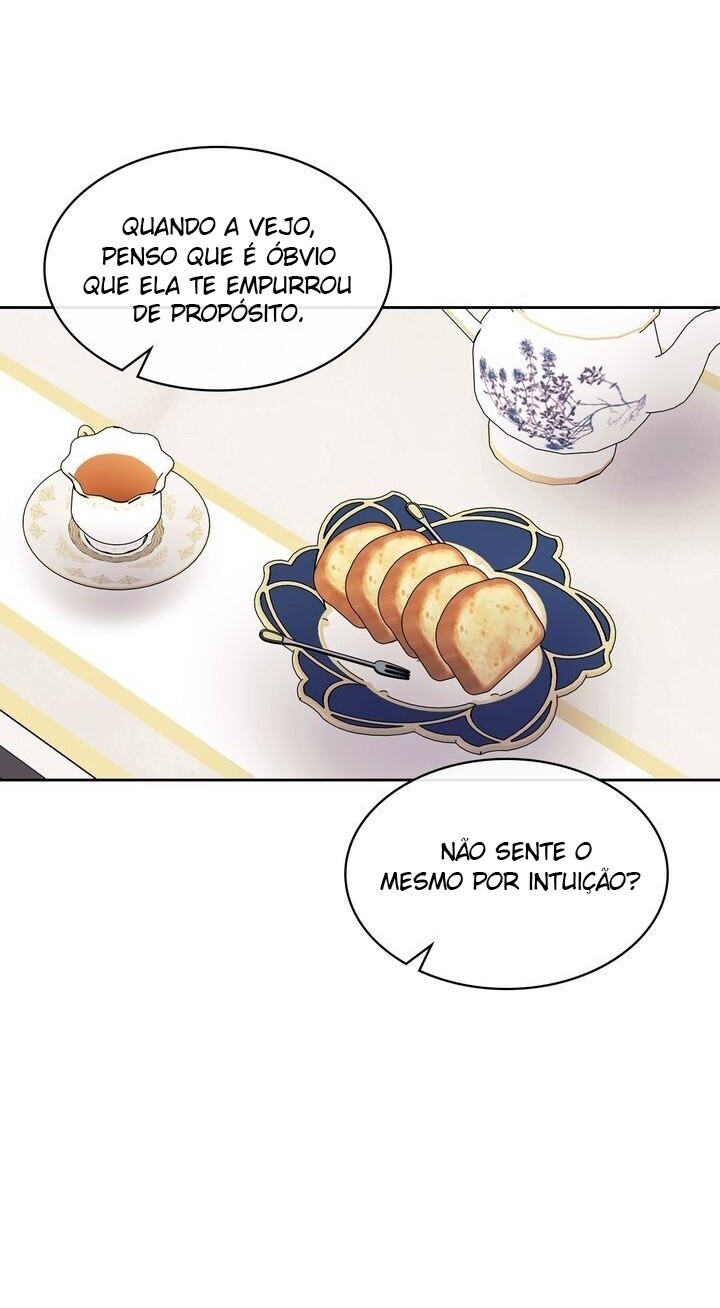 QUANDO A VEJO,
PENSO QUE É ÓBVIO
QUE ELA TE EMPURROU
DE PROPÓSITO.
NÃO SENTE O
MESMO POR INTUIÇÃO?